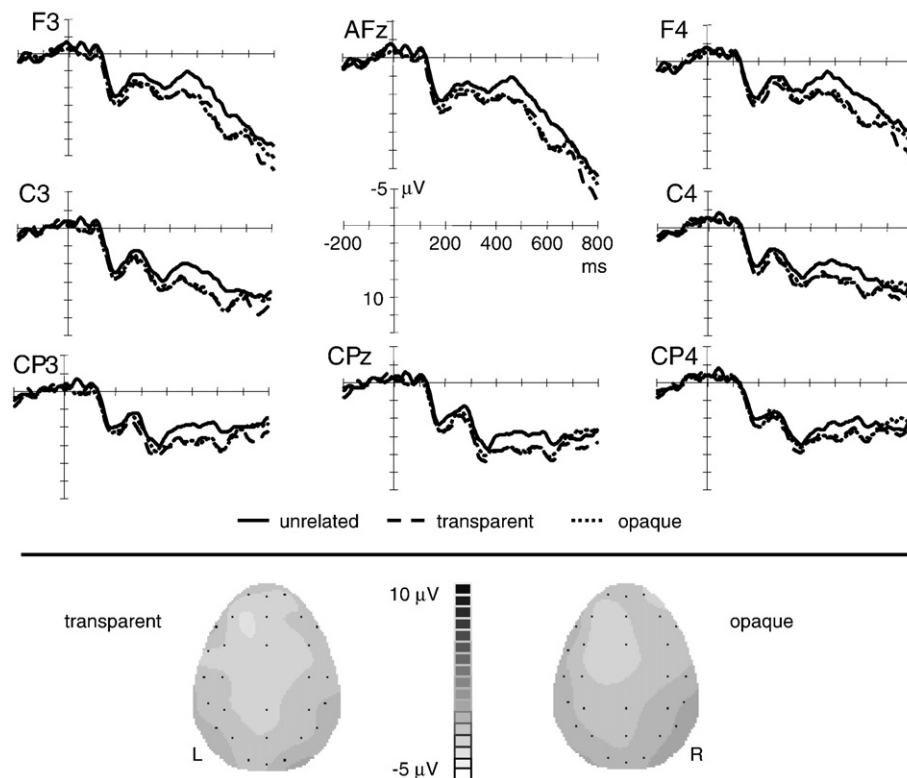 F3 AFz F4
C3 -5 μV C4
-200 200 400 600 800
ms
10
CP3 CPz CP4
unrelated transparent opaque
10 μV
transparent opaque
L R
-5 μV